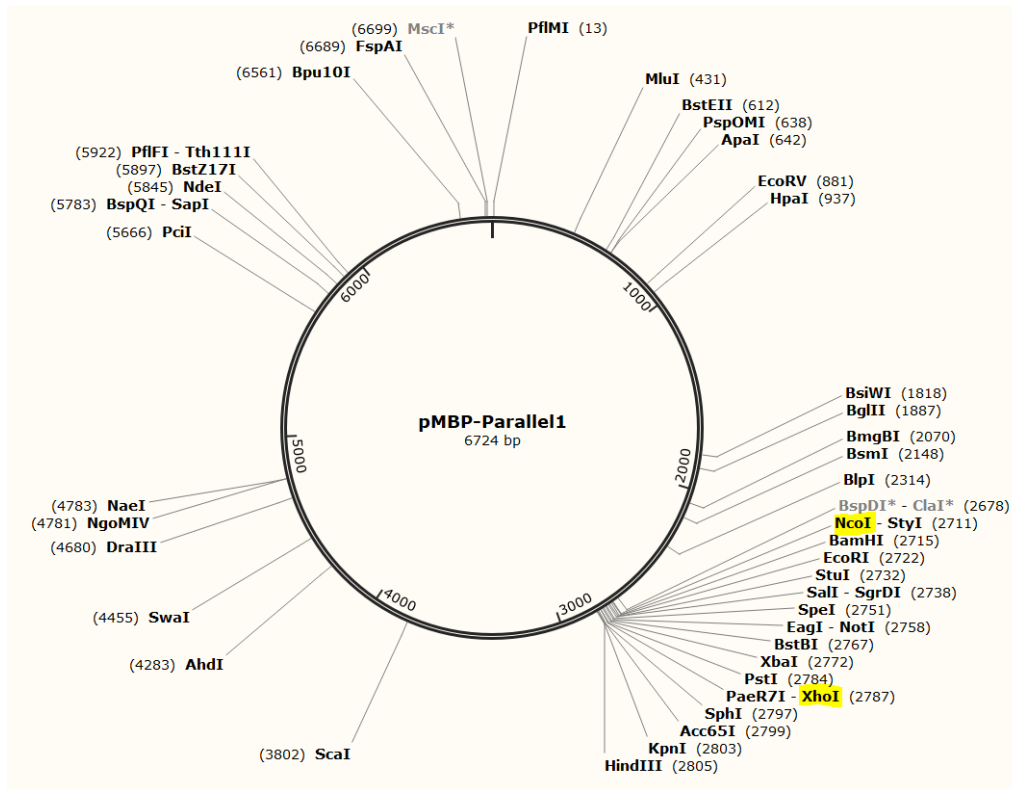 (6699) MscI*
(6689) FspAI
(6561) Bpu10I
PflMI (13)
MluI (431)
BstEII (612)
PspOMI (638)
ApaI (642)
EcoRV (881)
HpaI (937)
(5922) PflFI - Tth111I
(5897) BstZ17I
(5845) NdeI
(5783) BspQI - SapI
(5666) PciI
6000
1000
BsiWI (1818)
BglII (1887)
BmgBI (2070)
BsmI (2148)
BlpI (2314)
BspDI* - ClaI* (2678)
NcoI - StyI (2711)
BamHI (2715)
EcoRI (2722)
StuI (2732)
SalI - SgrDI (2738)
SpeI (2751)
EagI - NotI (2758)
BstBI (2767)
XbaI (2772)
PstI (2784)
PaeR7I - XhoI (2787)
SphI (2797)
Acc65I (2799)
KpnI (2803)
HindIII (2805)
pMBP-Parallel1
6724 bp
5000
2000
4000
3000
(4783) NaeI
(4781) NgoMIV
(4680) DraIII
(4455) SwaI
(4283) AhdI
(3802) ScaI